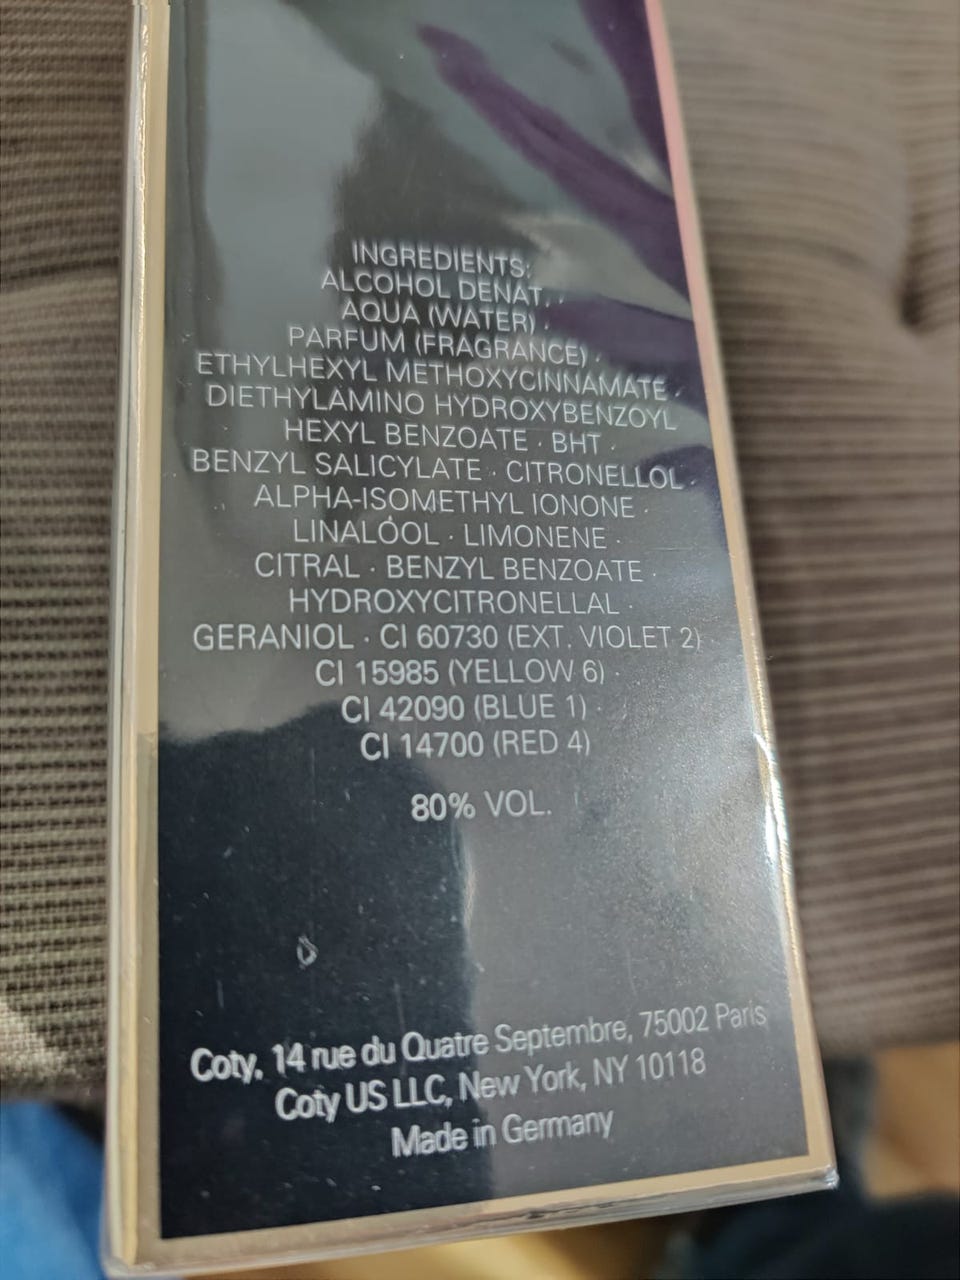 INGREDIENTS:
ALCOHOL DENAT. ·
AQUA (WATER) ·
PARFUM (FRAGRANCE) ·
ETHYLHEXYL METHOXYCINNAMATE ·
DIETHYLAMINO HYDROXYBENZOYL
HEXYL BENZOATE · BHT ·
BENZYL SALICYLATE · CITRONELLOL ·
ALPHA-ISOMETHYL IONONE ·
LINALOOL · LIMONENE ·
CITRAL · BENZYL BENZOATE ·
HYDROXYCITRONELLAL ·
GERANIOL · CI 60730 (EXT. VIOLET 2)
CI 15985 (YELLOW 6) ·
CI 42090 (BLUE 1) ·
CI 14700 (RED 4)
80% VOL.
Coty, 14 rue du Quatre Septembre, 75002 Paris
Coty US LLC, New York, NY 10118
Made in Germany